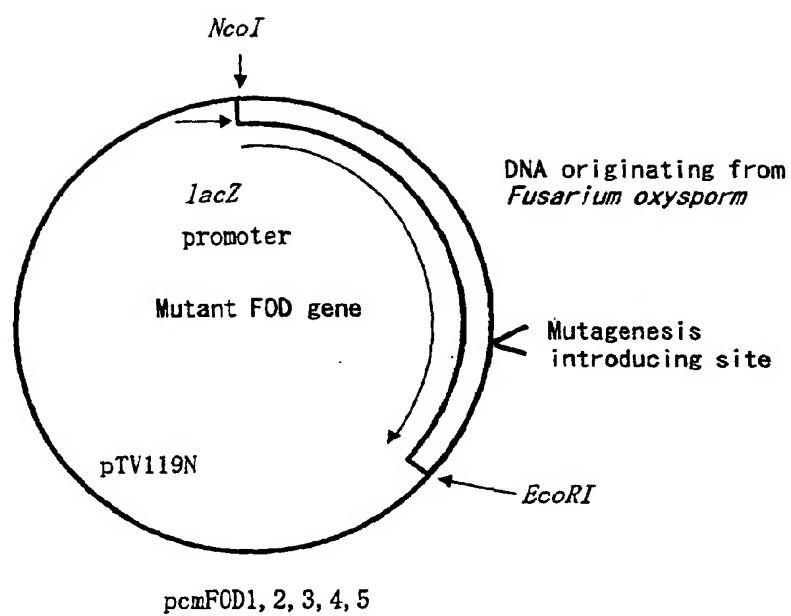 NcoI
DNA originating from
Fusarium oxysporm
lacZ
promoter
Mutant FOD gene
Mutagenesis
introducing site
pTV119N
EcoRI
pcmFOD1, 2, 3, 4, 5